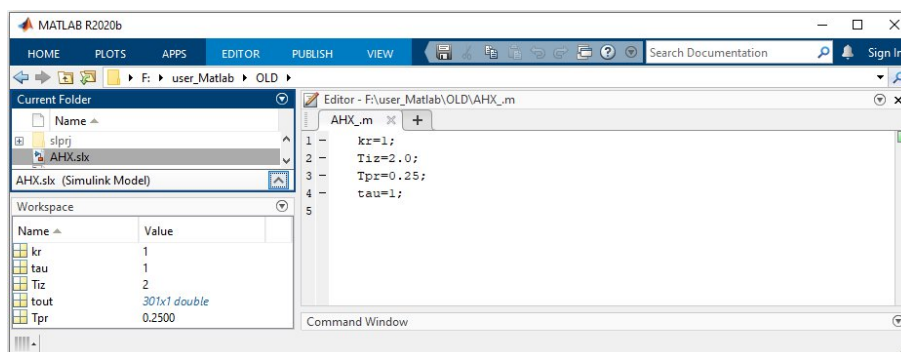 MATLAB R2020b
HOME PLOTS APPS EDITOR PUBLISH VIEW Search Documentation Sign In
F: user_Matlab OLD
Current Folder
Name
slprj
AHX.slx
AHX.slx (Simulink Model)
Workspace
Name Value
kr 1
tau 1
Tiz 2
tout 301x1 double
Tpr 0.2500
Editor - F:\user_Matlab\OLD\AHX_.m
AHX_.m
1 kr=1;
2 Tiz=2.0;
3 Tpr=0.25;
4 tau=1;
5
Command Window